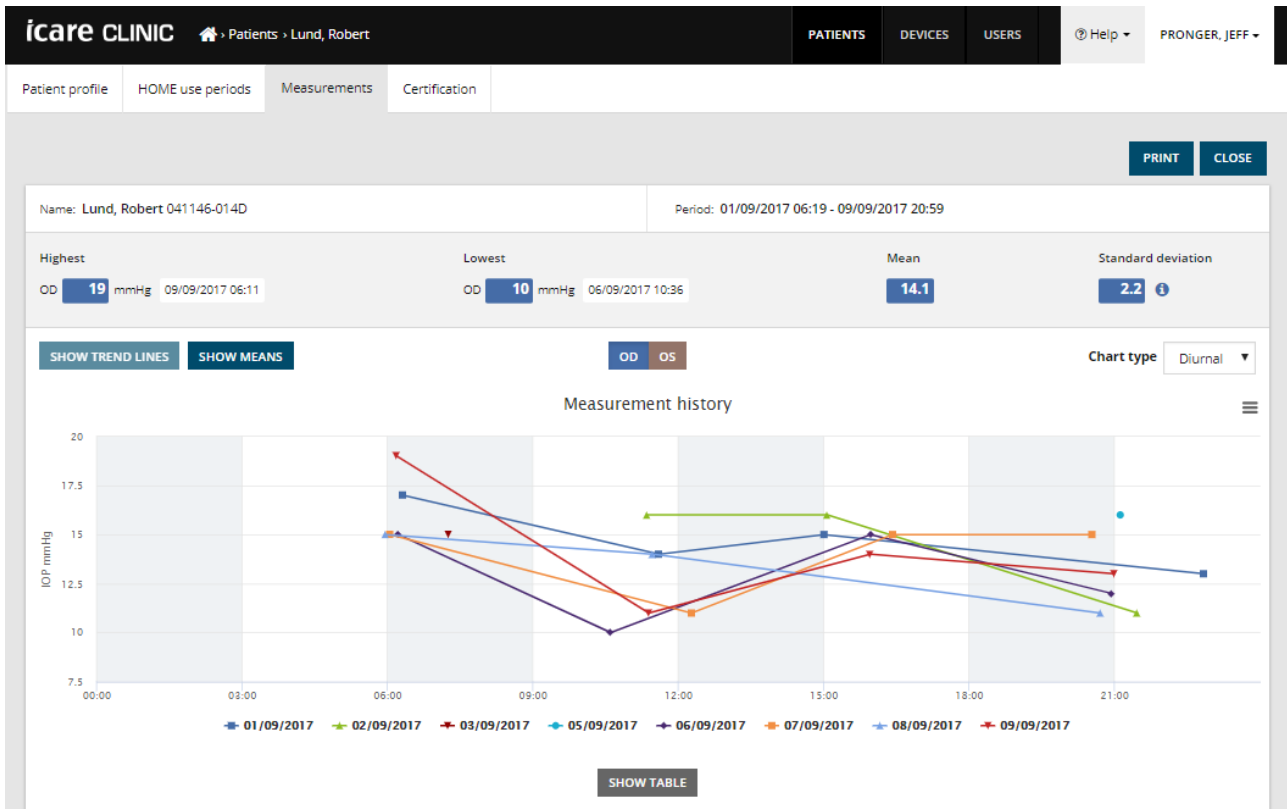 icare CLINIC › Patients › Lund, Robert PATIENTS DEVICES USERS Help PRONGER, JEFF
Patient profile HOME use periods Measurements Certification
PRINT CLOSE
Name: Lund, Robert 041146-014D Period: 01/09/2017 06:19 - 09/09/2017 20:59
Highest Lowest Mean Standard deviation
OD 19 mmHg 09/09/2017 06:11 OD 10 mmHg 06/09/2017 10:36 14.1 2.2
SHOW TREND LINES SHOW MEANS OD OS Chart type Diurnal
Measurement history
20
17.5
15
12.5
10
7.5
IOP mmHg
00:00 03:00 06:00 09:00 12:00 15:00 18:00 21:00
01/09/2017 02/09/2017 03/09/2017 05/09/2017 06/09/2017 07/09/2017 08/09/2017 09/09/2017
SHOW TABLE